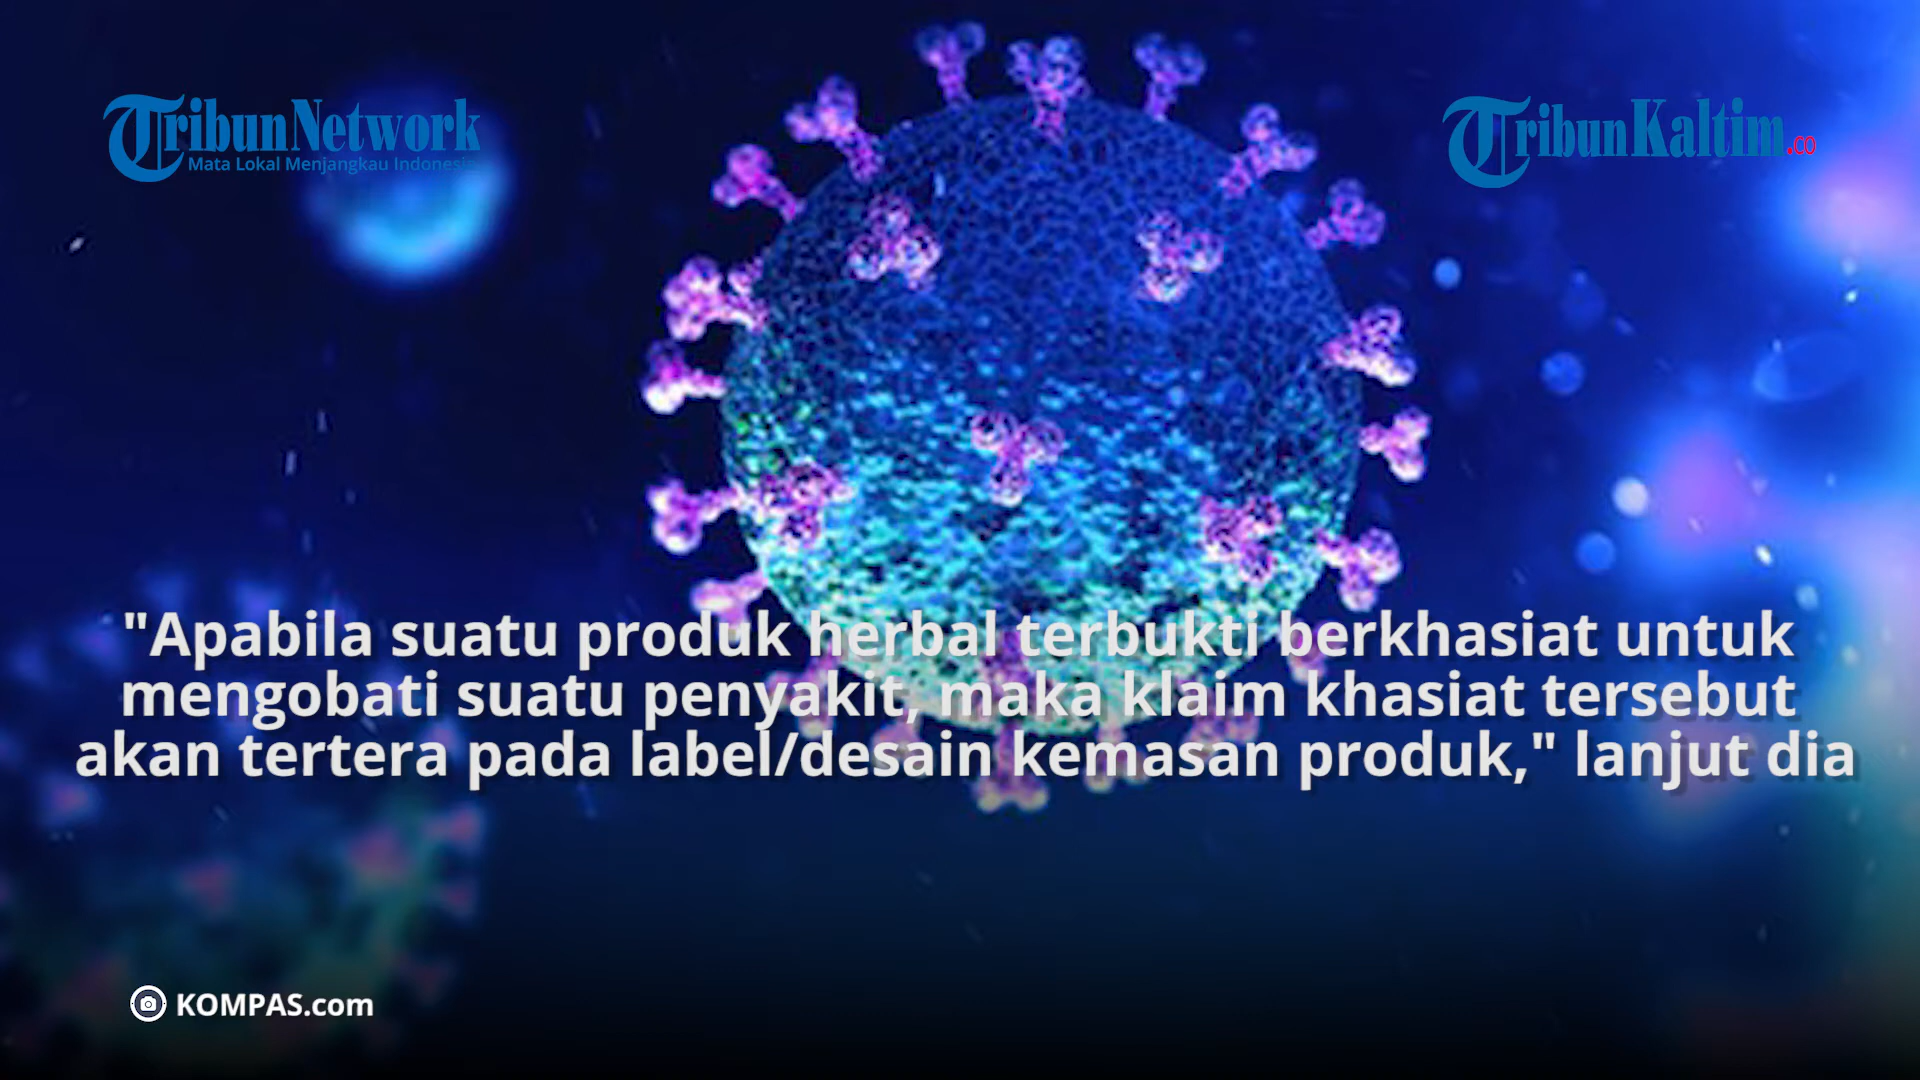 TribunNetwork
Mata Lokal Menjangkau Indonesia
TribunKaltim.co
"Apabila suatu produk herbal terbukti berkhasiat untuk
mengobati suatu penyakit, maka klaim khasiat tersebut
akan tertera pada label/desain kemasan produk," lanjut dia
KOMPAS.com